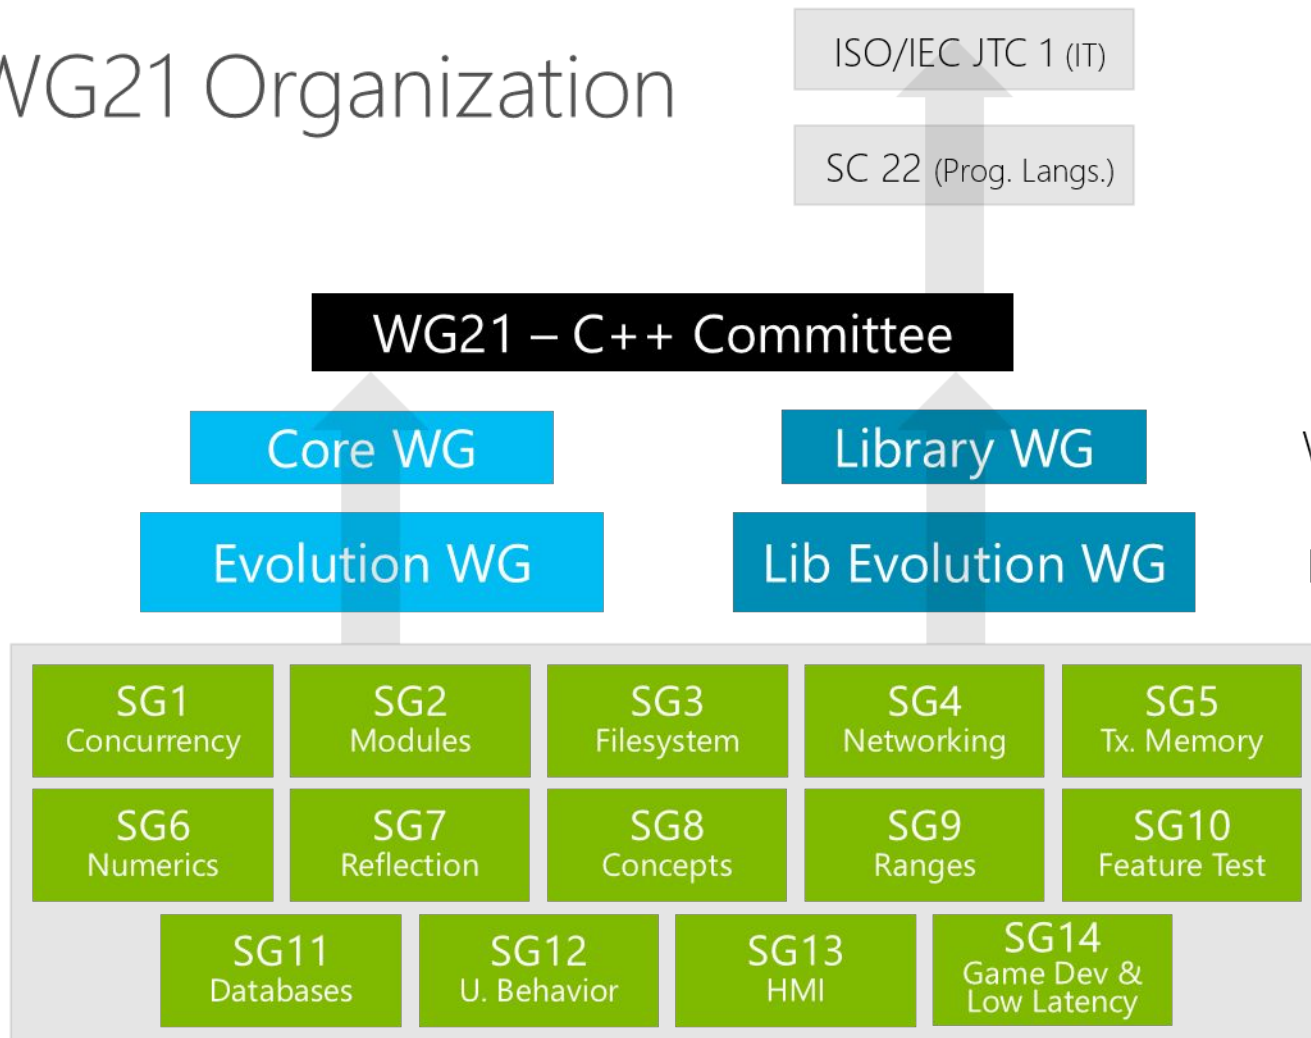 WG21 Organization
ISO/IEC JTC 1 (IT)
SC 22 (Prog. Langs.)
WG21 – C++ Committee
Core WG
Library WG
Evolution WG
Lib Evolution WG
SG1
Concurrency
SG2
Modules
SG3
Filesystem
SG4
Networking
SG5
Tx. Memory
SG6
Numerics
SG7
Reflection
SG8
Concepts
SG9
Ranges
SG10
Feature Test
SG11
Databases
SG12
U. Behavior
SG13
HMI
SG14
Game Dev &
Low Latency